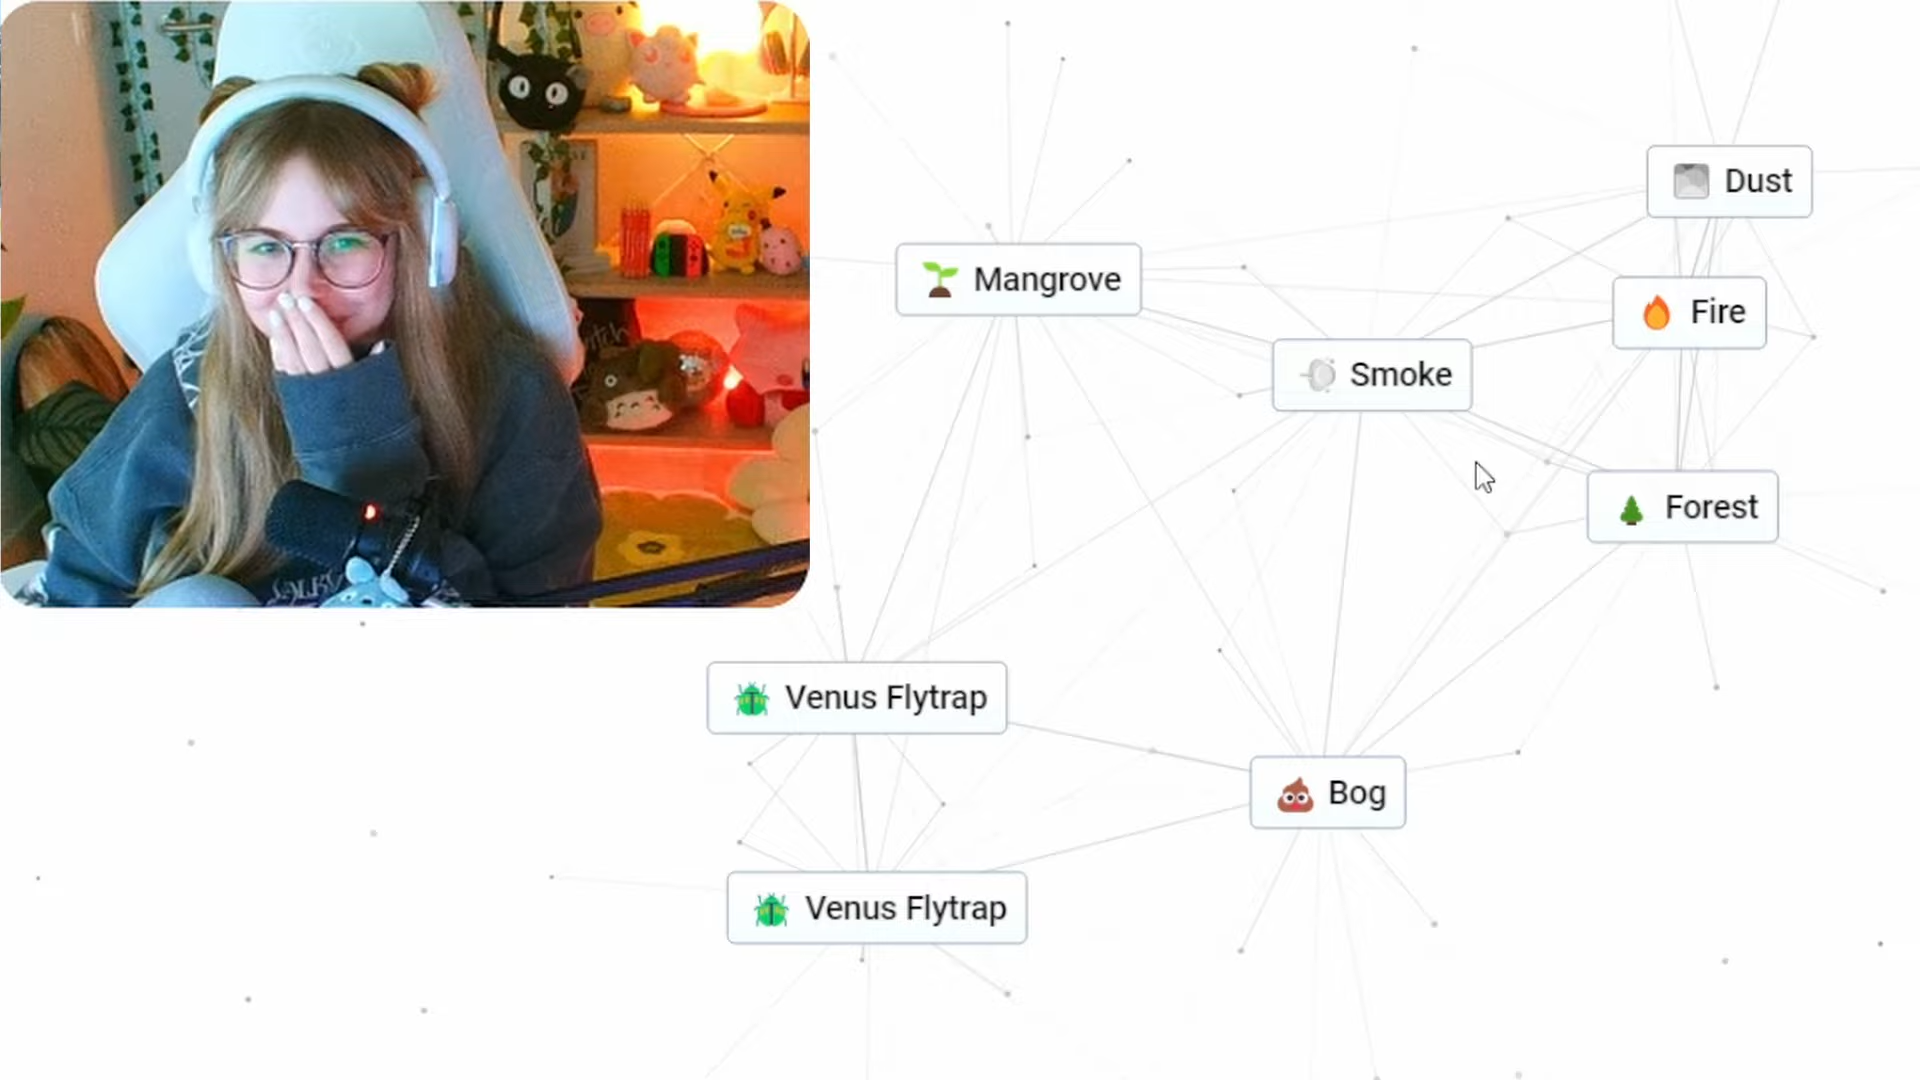 Dust
Mangrove
Fire
Smoke
Forest
Venus Flytrap
Bog
Venus Flytrap